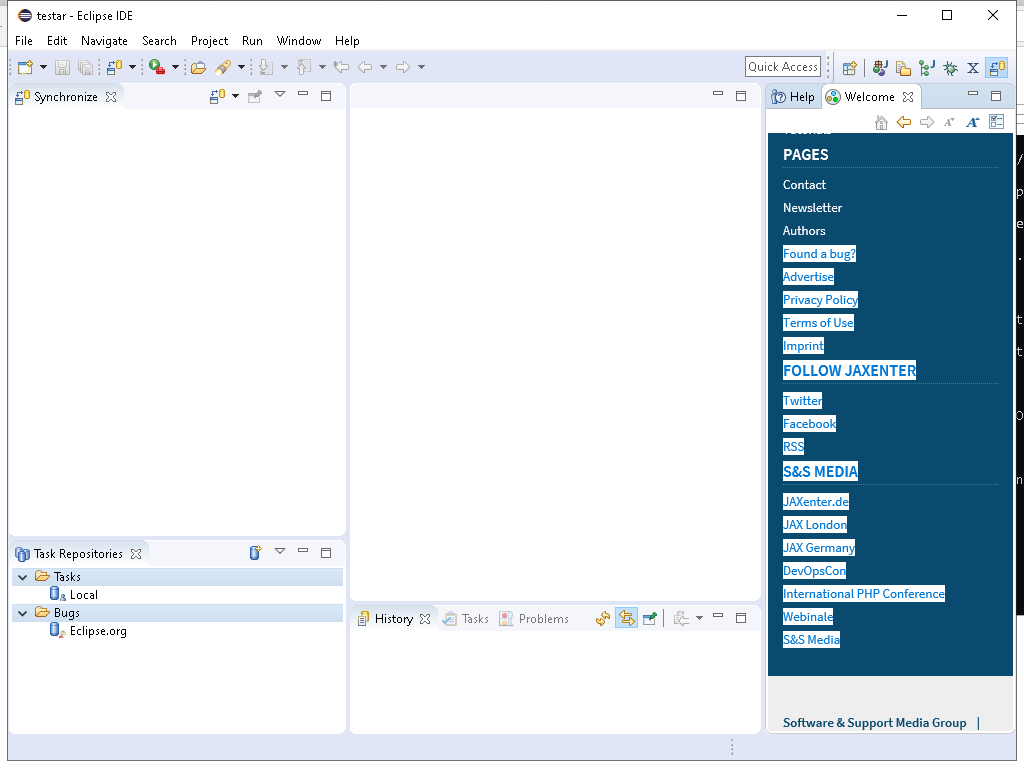 testar - Eclipse IDE
File Edit Navigate Search Project Run Window Help
Quick Access
Synchronize
Help Welcome
PAGES
Contact
Newsletter
Authors
Found a bug?
Advertise
Privacy Policy
Terms of Use
Imprint
FOLLOW JAXENTER
Twitter
Facebook
RSS
S&S MEDIA
JAXenter.de
JAX London
JAX Germany
DevOpsCon
International PHP Conference
Webinale
S&S Media
Software & Support Media Group |
Task Repositories
Tasks
Local
Bugs
Eclipse.org
History Tasks Problems